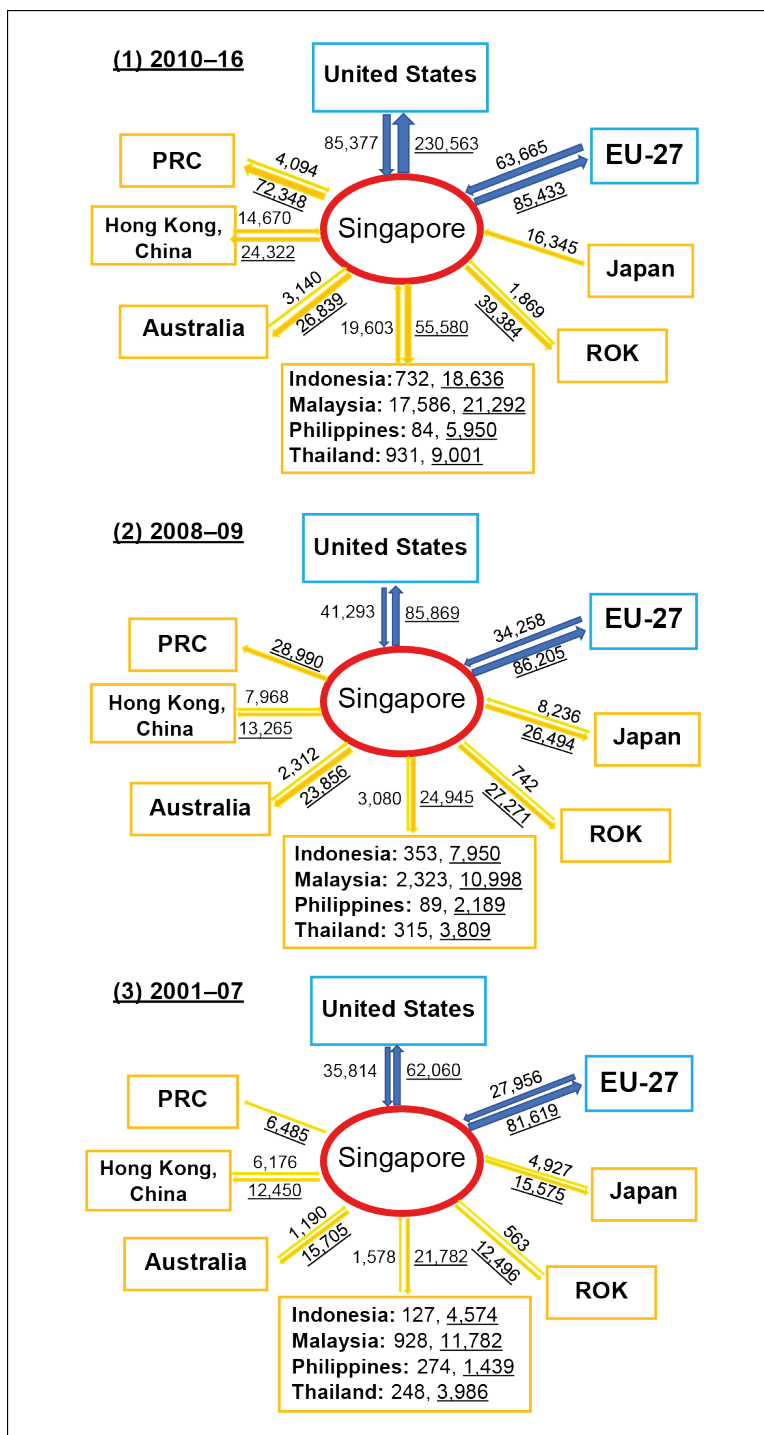 (1) 2010–16
United States
85,377
230,563
PRC
4,094
72,348
63,665
85,433
EU-27
Hong Kong,
China
14,670
24,322
Singapore
16,345
Japan
Australia
3,140
26,839
19,603
55,580
1,869
39,384
ROK
Indonesia: 732, 18,636
Malaysia: 17,586, 21,292
Philippines: 84, 5,950
Thailand: 931, 9,001
(2) 2008–09
United States
41,293
85,869
PRC
28,990
34,258
86,205
EU-27
Hong Kong,
China
7,968
13,265
Singapore
8,236
26,494
Japan
Australia
2,312
23,856
3,080
24,945
742
27,271
ROK
Indonesia: 353, 7,950
Malaysia: 2,323, 10,998
Philippines: 89, 2,189
Thailand: 315, 3,809
(3) 2001–07
United States
35,814
62,060
PRC
6,485
27,956
81,619
EU-27
Hong Kong,
China
6,176
12,450
Singapore
4,927
15,575
Japan
Australia
1,190
15,705
1,578
21,782
563
12,496
ROK
Indonesia: 127, 4,574
Malaysia: 928, 11,782
Philippines: 274, 1,439
Thailand: 248, 3,986